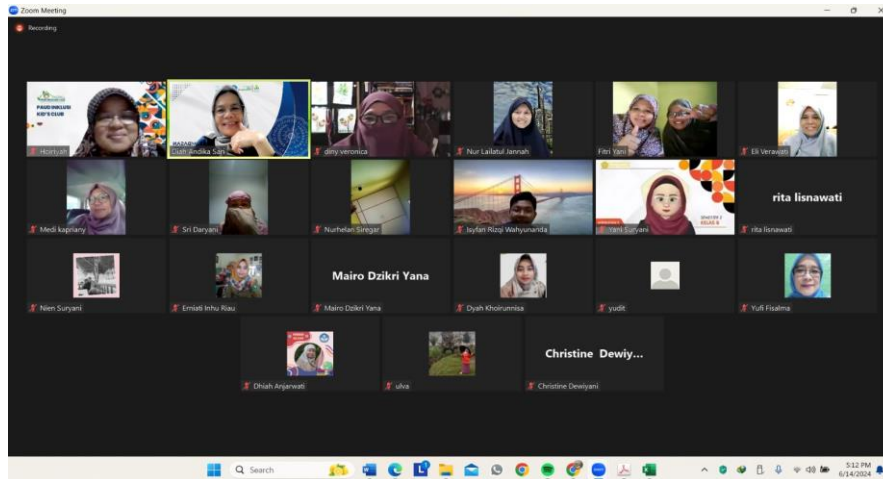 Zoom Meeting
Recording
PAUD INKLUSI
KID'S CLUB
Hoiriyah
Diah Andika Sari
diny veronica
Nur Lailatul Jannah
Fitri Yani
Eli Verawati
Medi kapriany
Sri Daryani
Nurhelan Siregar
Isyfan Rizqi Wahyunanda
Yani Suryani
rita lisnawati
rita lisnawati
Nien Suryani
Erniati Inhu Riau
Mairo Dzikri Yana
Mairo Dzikri Yana
Dyah Khoirunnisa
yudit
Yufi Fisalma
Dhiah Anjarwati
ulva
Christine Dewiy...
Christine Dewiyani
Search
5:12 PM
6/14/2024